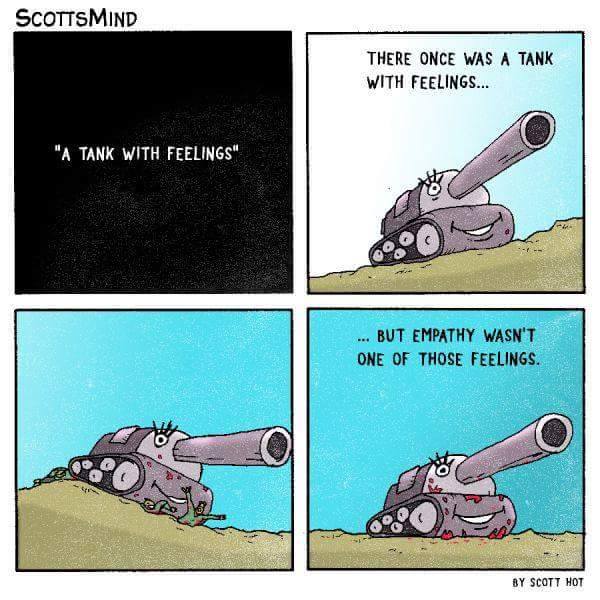 SCOTTSMIND
"A TANK WITH FEELINGS"
THERE ONCE WAS A TANK
WITH FEELINGS...
... BUT EMPATHY WASN'T
ONE OF THOSE FEELINGS.
BY SCOTT HOT